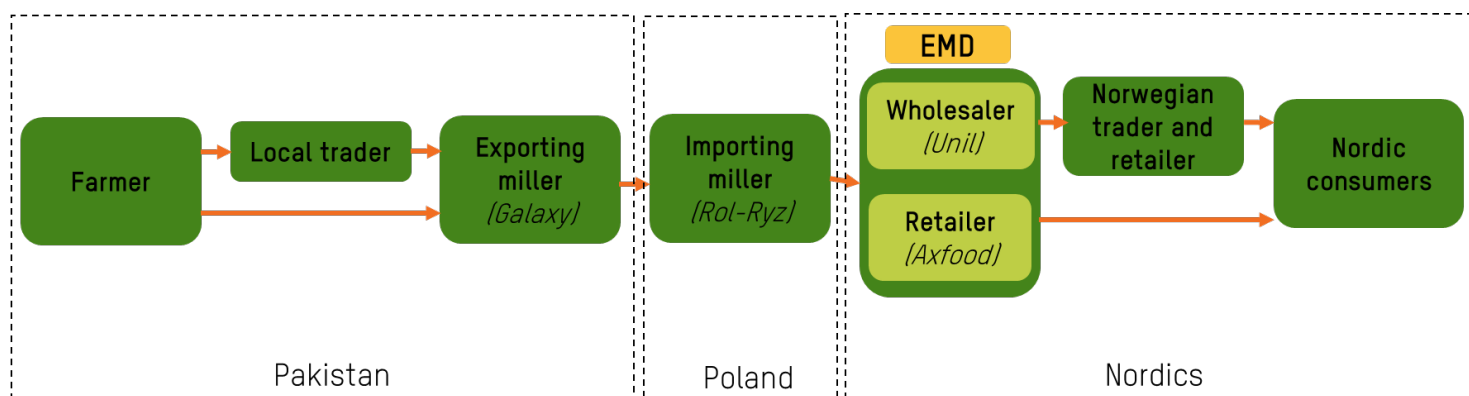 EMD
Farmer
Local trader
Exporting
miller
(Galaxy)
Importing
miller
(Rol-Ryz)
Wholesaler
(Unil)
Retailer
(Axfood)
Norwegian
trader and
retailer
Nordic
consumers
Pakistan
Poland
Nordics